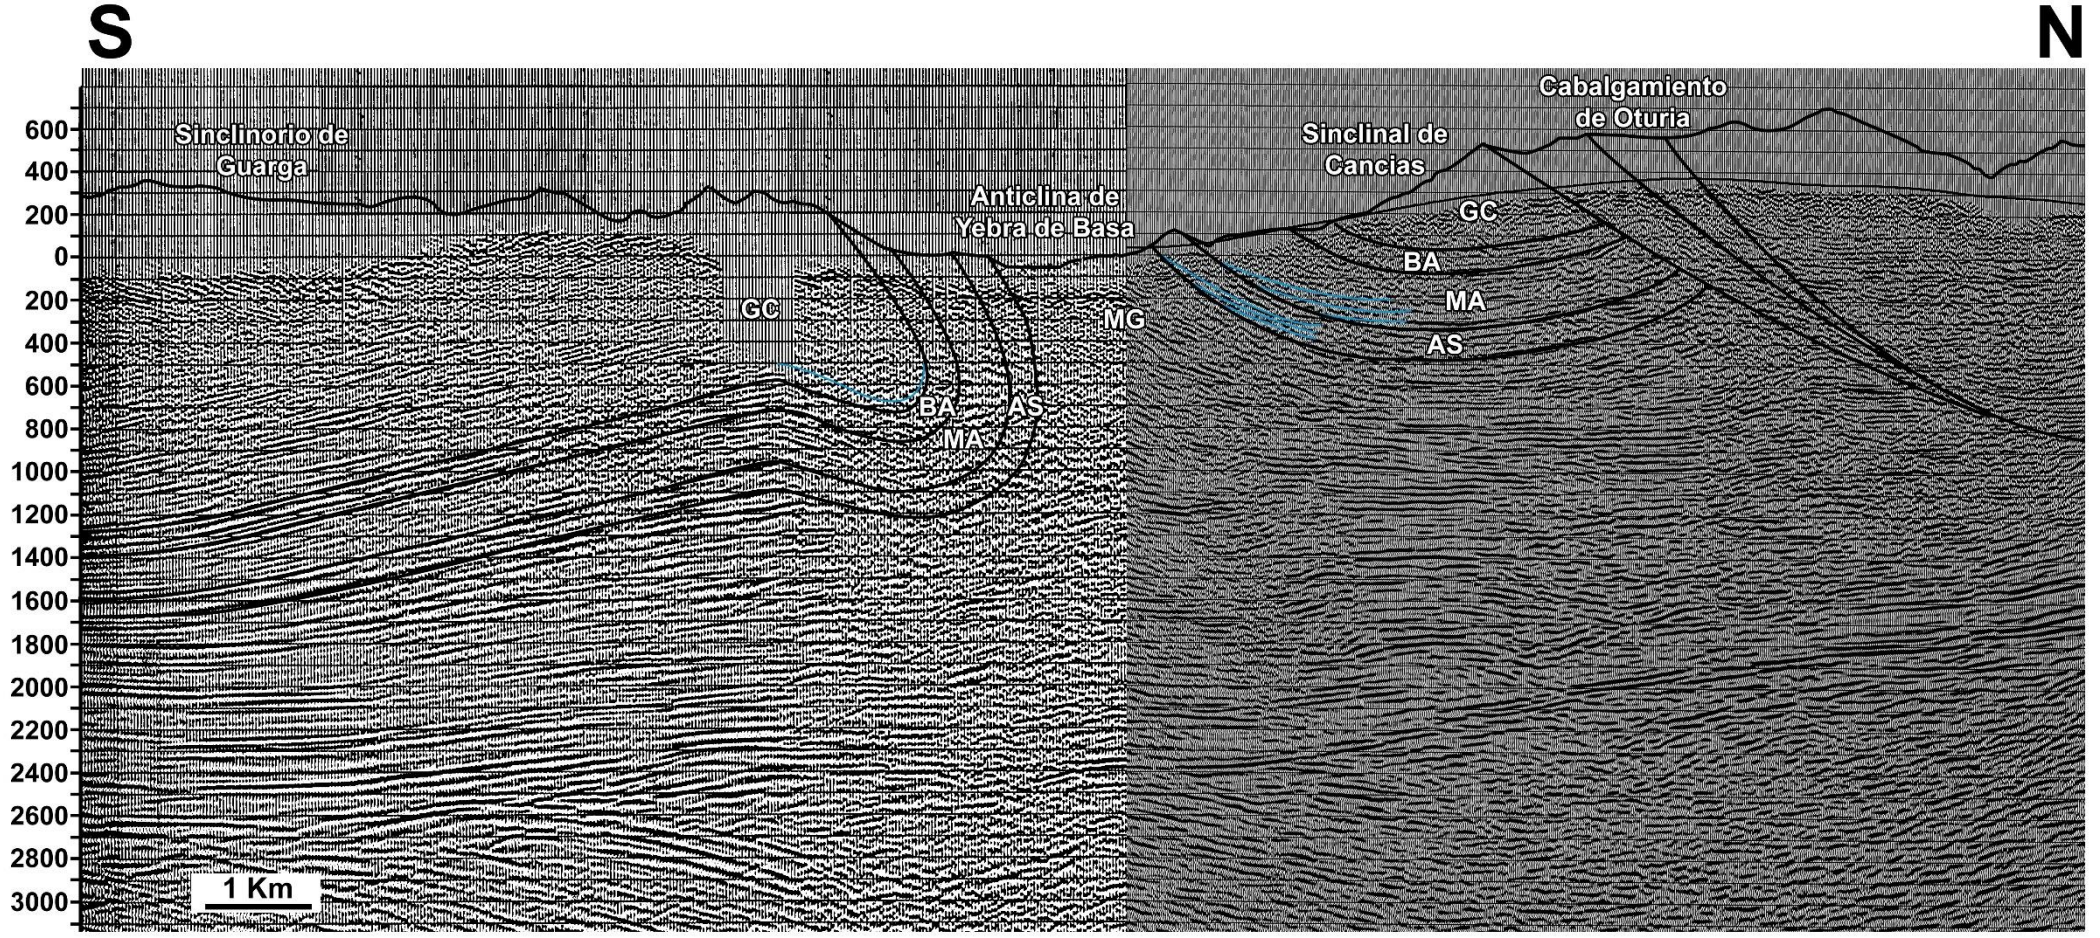 S
N
Cabalgamiento
de Oturia
Sinclinorio de
Guarga
Sinclinal de
Cancias
Anticlina de
Yebra de Basa
GC
BA
MA
AS
GC
MG
BA
AS
MA
600
400
200
0
200
400
600
800
1000
1200
1400
1600
1800
2000
2200
2400
2600
2800
3000
1 Km